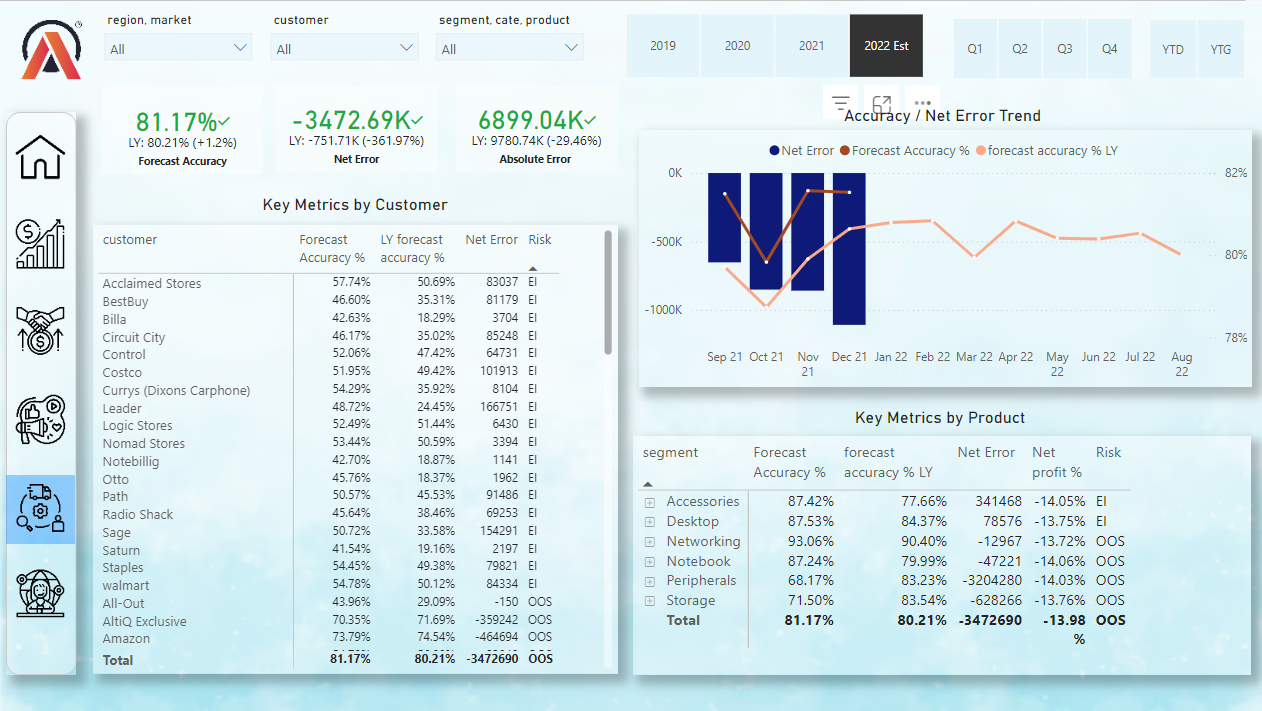 region, market
customer
segment, cate, product
All
All
All
2019
2020
2021
2022 Est
Q1
Q2
Q3
Q4
YTD
YTG
81.17%
LY: 80.21% (+1.2%)
Forecast Accuracy
-3472.69K
LY: -751.71K (-361.97%)
Net Error
6899.04K
LY: 9780.74K (-29.46%)
Absolute Error
Key Metrics by Customer
customer Forecast Accuracy % LY forecast accuracy % Net Error Risk
Acclaimed Stores 57.74% 50.69% 83037 EI
BestBuy 46.60% 35.31% 81179 EI
Billa 42.63% 18.29% 3704 EI
Circuit City 46.17% 35.02% 85248 EI
Control 52.06% 47.42% 64731 EI
Costco 51.95% 49.42% 101913 EI
Currys (Dixons Carphone) 54.29% 35.92% 8104 EI
Leader 48.72% 24.45% 166751 EI
Logic Stores 52.49% 51.44% 6430 EI
Nomad Stores 53.44% 50.59% 3394 EI
Notebillig 42.70% 18.87% 1141 EI
Otto 45.76% 18.37% 1962 EI
Path 50.57% 45.53% 91486 EI
Radio Shack 45.64% 38.46% 69253 EI
Sage 50.72% 33.58% 154291 EI
Saturn 41.54% 19.16% 2197 EI
Staples 54.45% 49.38% 79821 EI
walmart 54.78% 50.12% 84334 EI
All-Out 43.96% 29.09% -150 OOS
AltiQ Exclusive 70.35% 71.69% -359242 OOS
Amazon 73.79% 74.54% -464694 OOS
Total 81.17% 80.21% -3472690 OOS
Accuracy / Net Error Trend
Net Error Forecast Accuracy % forecast accuracy % LY
0K
-500K
-1000K
82%
80%
78%
Sep 21 Oct 21 Nov 21 Dec 21 Jan 22 Feb 22 Mar 22 Apr 22 May 22 Jun 22 Jul 22 Aug 22
Key Metrics by Product
segment Forecast Accuracy % forecast accuracy % LY Net Error Net profit % Risk
Accessories 87.42% 77.66% 341468 -14.05% EI
Desktop 87.53% 84.37% 78576 -13.75% EI
Networking 93.06% 90.40% -12967 -13.72% OOS
Notebook 87.24% 79.99% -47221 -14.06% OOS
Peripherals 68.17% 83.23% -3204280 -14.03% OOS
Storage 71.50% 83.54% -628266 -13.76% OOS
Total 81.17% 80.21% -3472690 -13.98 % OOS